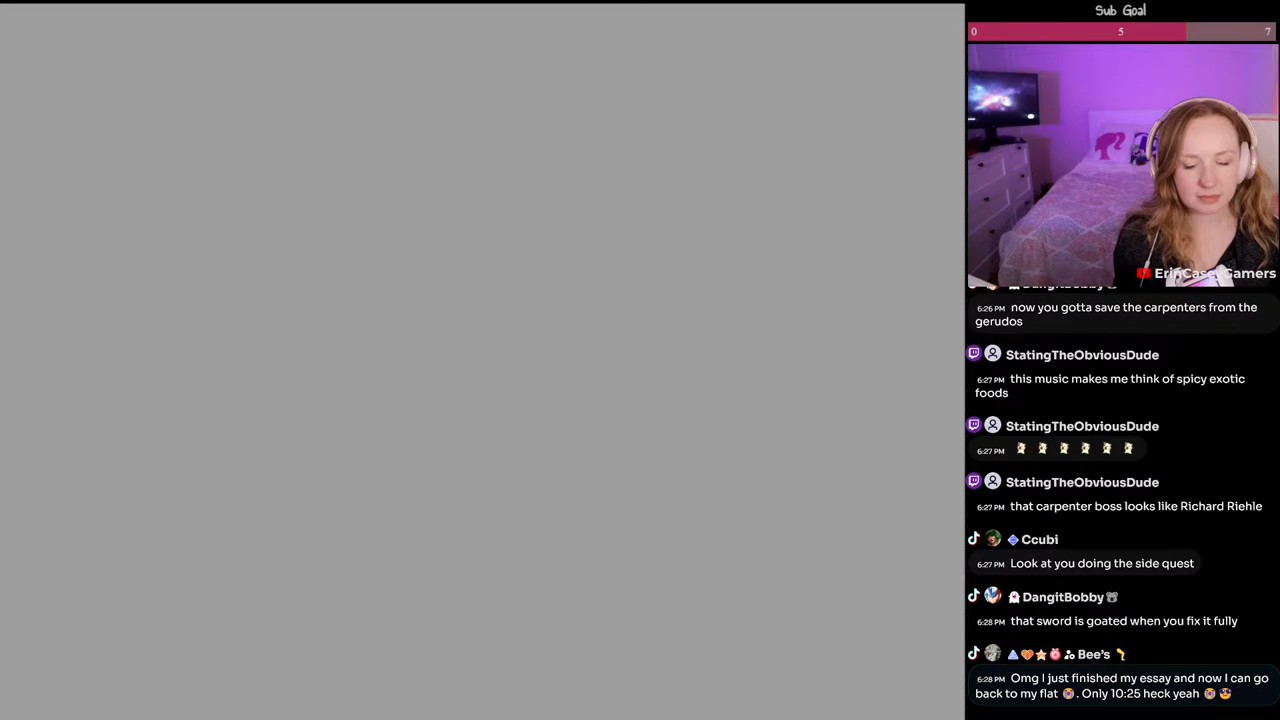 Sub Goal
0 5 7
ErinCaseyGamers
DangitBobby
6:26 PM now you gotta save the carpenters from the
gerudos
StatingTheObviousDude
6:27 PM this music makes me think of spicy exotic
foods
StatingTheObviousDude
6:27 PM
StatingTheObviousDude
6:27 PM that carpenter boss looks like Richard Riehle
Ccubi
6:27 PM Look at you doing the side quest
DangitBobby
6:28 PM that sword is goated when you fix it fully
Bee's
6:28 PM Omg I just finished my essay and now I can go
back to my flat 😭. Only 10:25 heck yeah 😭